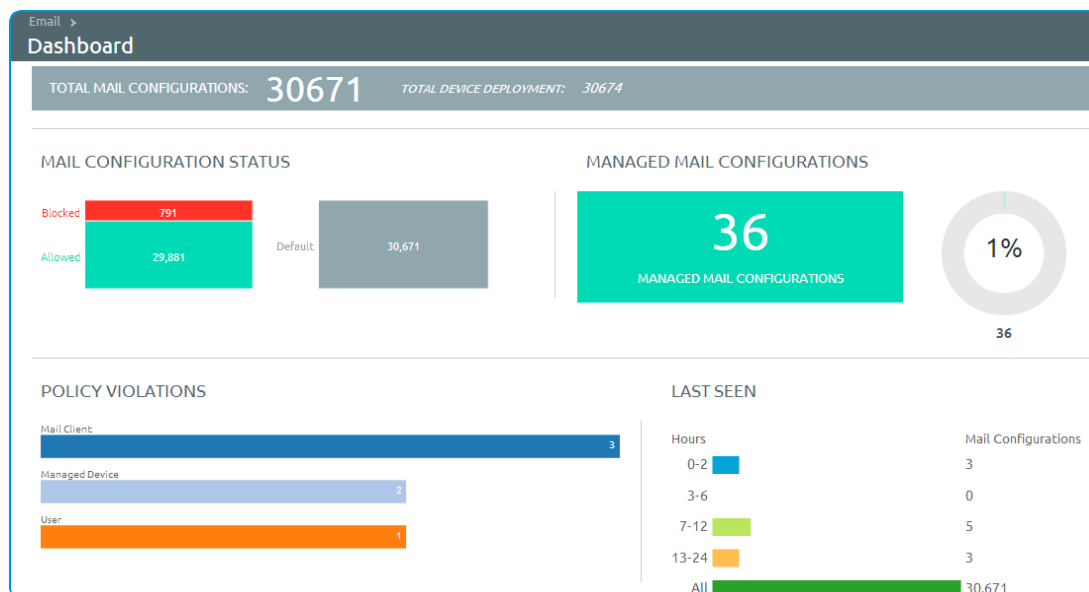 Email >
Dashboard
TOTAL MAIL CONFIGURATIONS: 30671 TOTAL DEVICE DEPLOYMENT: 30674
MAIL CONFIGURATION STATUS
Blocked 791
Allowed 29,881
Default 30,671
MANAGED MAIL CONFIGURATIONS
36
MANAGED MAIL CONFIGURATIONS
1%
36
POLICY VIOLATIONS
Mail Client
3
Managed Device
2
User
1
LAST SEEN
Hours Mail Configurations
0-2 3
3-6 0
7-12 5
13-24 3
All 30,671